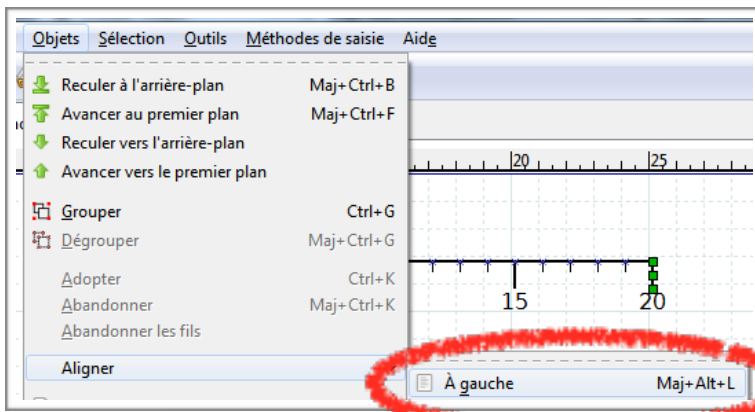 Objets Sélection Outils Méthodes de saisie Aide
Reculer à l'arrière-plan Maj+Ctrl+B
Avancer au premier plan Maj+Ctrl+F
Reculer vers l'arrière-plan
Avancer vers le premier plan
20 25
Grouper Ctrl+G
Dégrouper Maj+Ctrl+G
Adopter Ctrl+K
15 20
Abandonner Maj+Ctrl+K
Abandonner les fils
Aligner
À gauche Maj+Alt+L